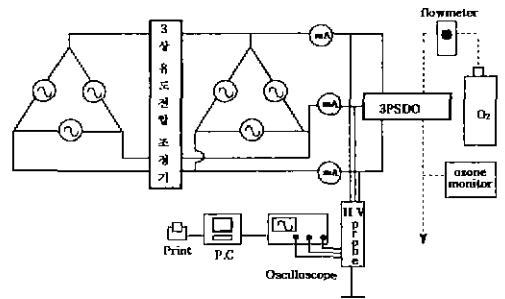 flowmeter
3
상
유
도
전
압
조
정
기
mA
mA
mA
3PSDO
O₂
ozone
monitor
H V
p
r
o
b
e
Print
P.C
Oscilloscope